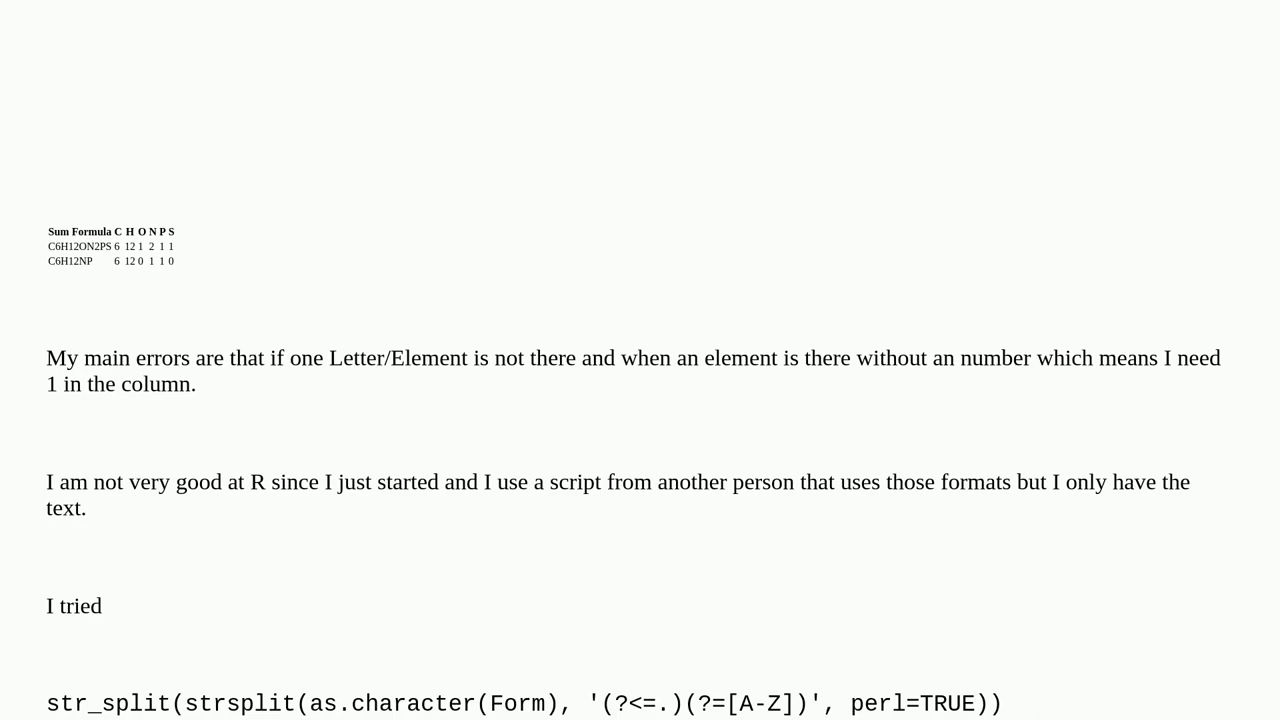 Sum Formula C H O N P S
C6H12ON2PS 6 12 1 2 1 1
C6H12NP 6 12 0 1 1 0
My main errors are that if one Letter/Element is not there and when an element is there without an number which means I need
1 in the column.
I am not very good at R since I just started and I use a script from another person that uses those formats but I only have the
text.
I tried
str_split(strsplit(as.character(Form), '(?<=.)(?=[A-Z])', perl=TRUE))